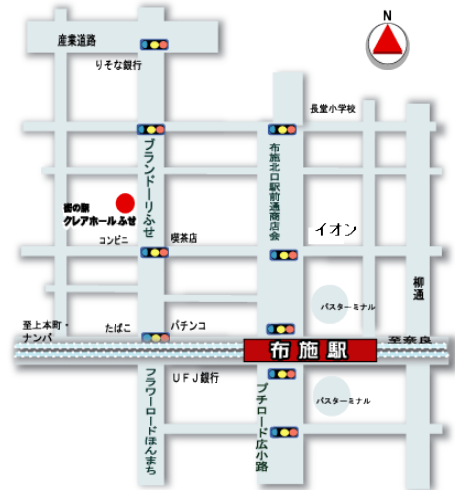 N
産業道路
りそな銀行
長堂小学校
ブランドーリふせ
布施北口駅前通商店会
街の駅
クレアホールふせ
コンビニ
喫茶店
イオン
柳通
バスターミナル
至上本町・
ナンバ
たばこ
パチンコ
布施駅
至奈良
UFJ銀行
フラワーロードほんまち
プチロード広小路
バスターミナル